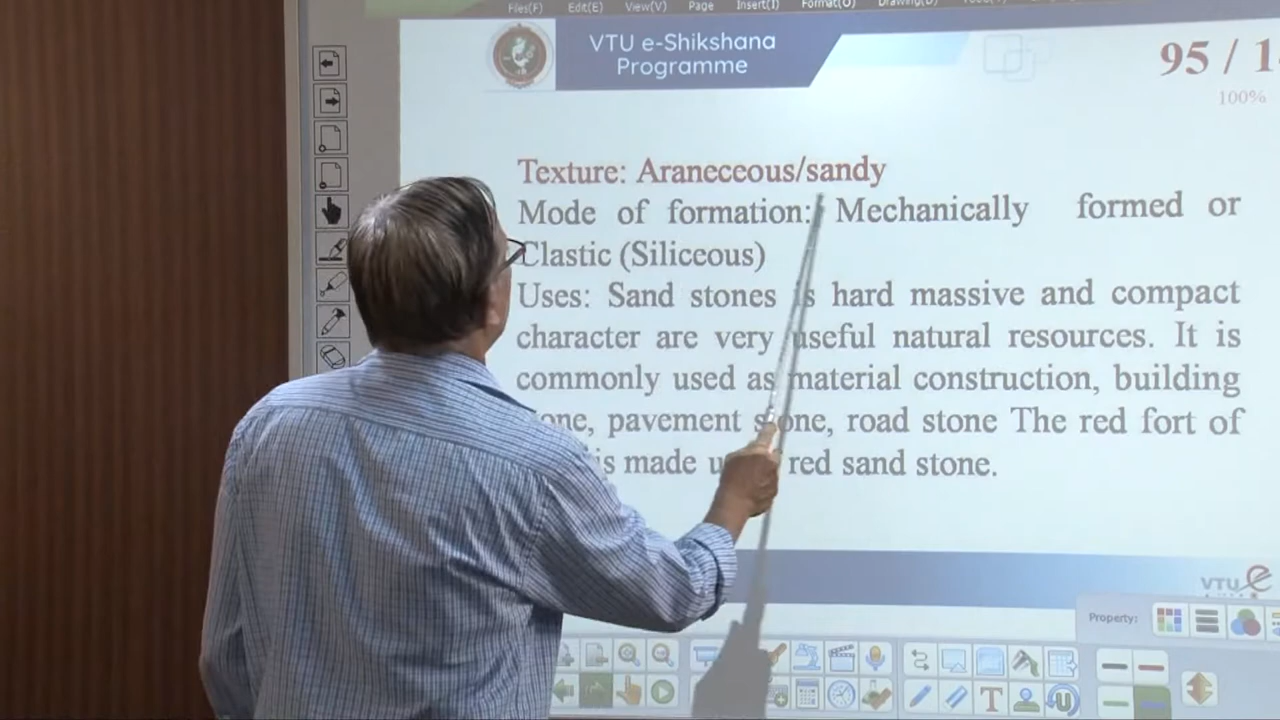 Files(F) Edit(E) View(V) Page Insert(I) Format(O) Drawing(D)
VTU e-Shikshana
Programme
95 / 1
100%
Texture: Araneceous/sandy
Mode of formation: Mechanically formed or
Clastic (Siliceous)
Uses: Sand stones is hard massive and compact
character are very useful natural resources. It is
commonly used as material construction, building
pavement stone, road stone The red fort of
is made red sand stone.
VTU e
Property: